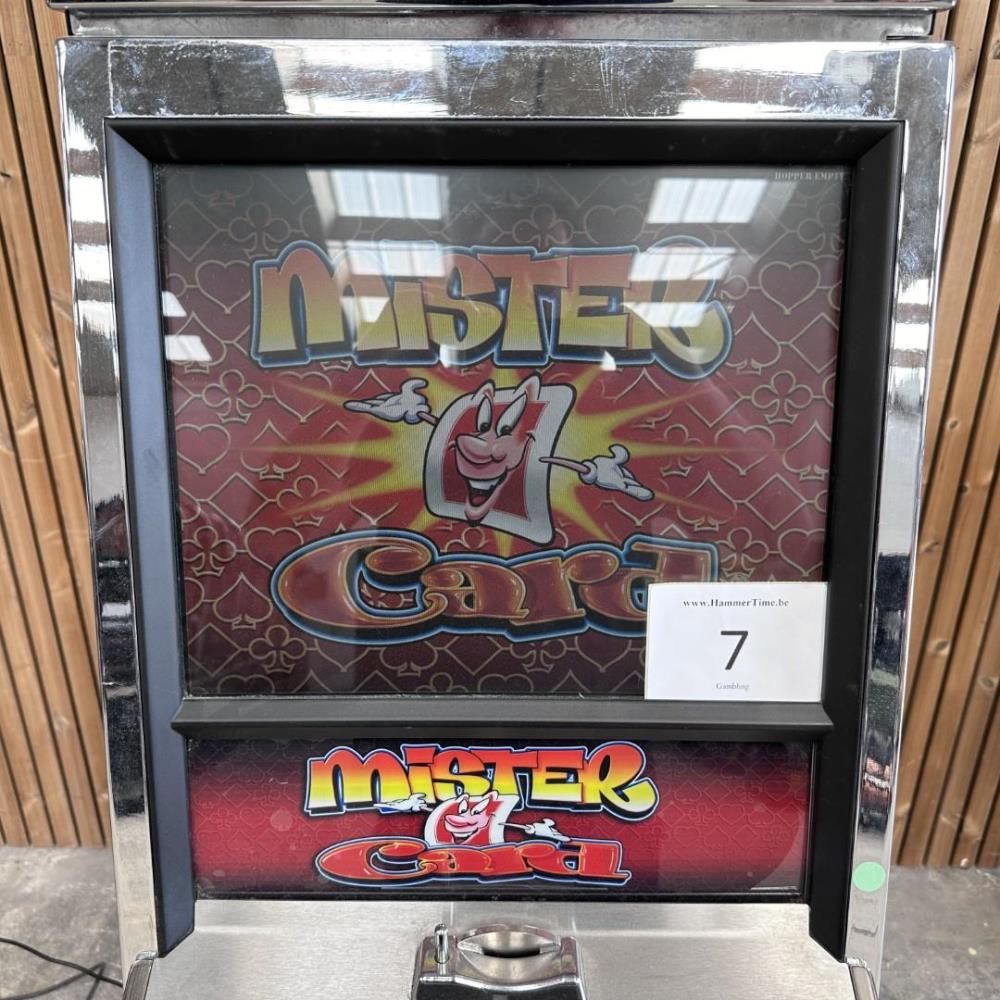 HOPPER EMPTY
MiSTER
Card
www.HammerTime.be
7
Gambling
MiSTER
Card